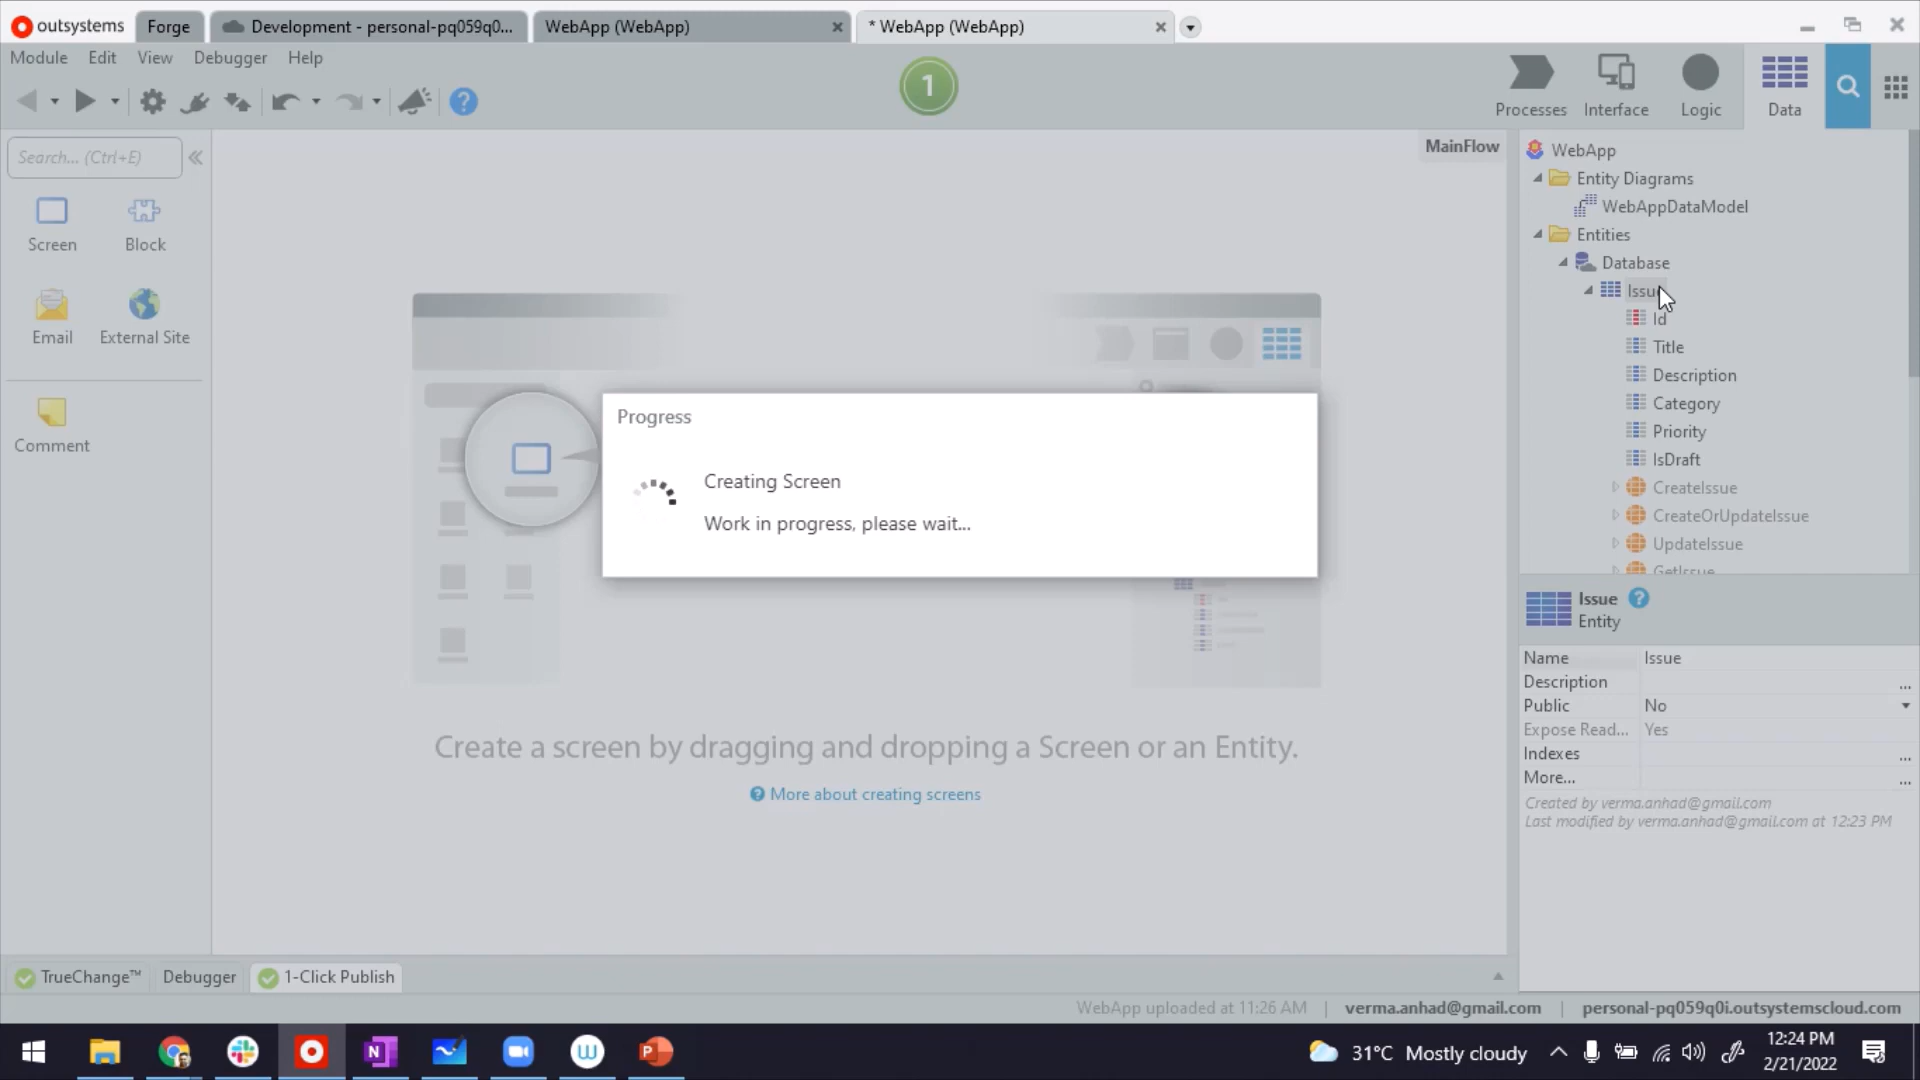 outsystems
Forge
Development - personal-pq059q0...
WebApp (WebApp)
* WebApp (WebApp)
Module Edit View Debugger Help
1
Processes Interface Logic Data
Search... (Ctrl+E)
Screen Block
Email External Site
Comment
MainFlow
Progress
Creating Screen
Work in progress, please wait...
Create a screen by dragging and dropping a Screen or an Entity.
? More about creating screens
WebApp
Entity Diagrams
WebAppDataModel
Entities
Database
Issue
Id
Title
Description
Category
Priority
IsDraft
CreateIssue
CreateOrUpdateIssue
UpdateIssue
GetIssue
Issue ?
Entity
Name Issue
Description ...
Public No
Expose Read... Yes
Indexes ...
More... ...
Created by verma.anhad@gmail.com
Last modified by verma.anhad@gmail.com at 12:23 PM
TrueChange™ Debugger 1-Click Publish
WebApp uploaded at 11:26 AM | verma.anhad@gmail.com | personal-pq059q0i.outsystemscloud.com
31°C Mostly cloudy
12:24 PM
2/21/2022